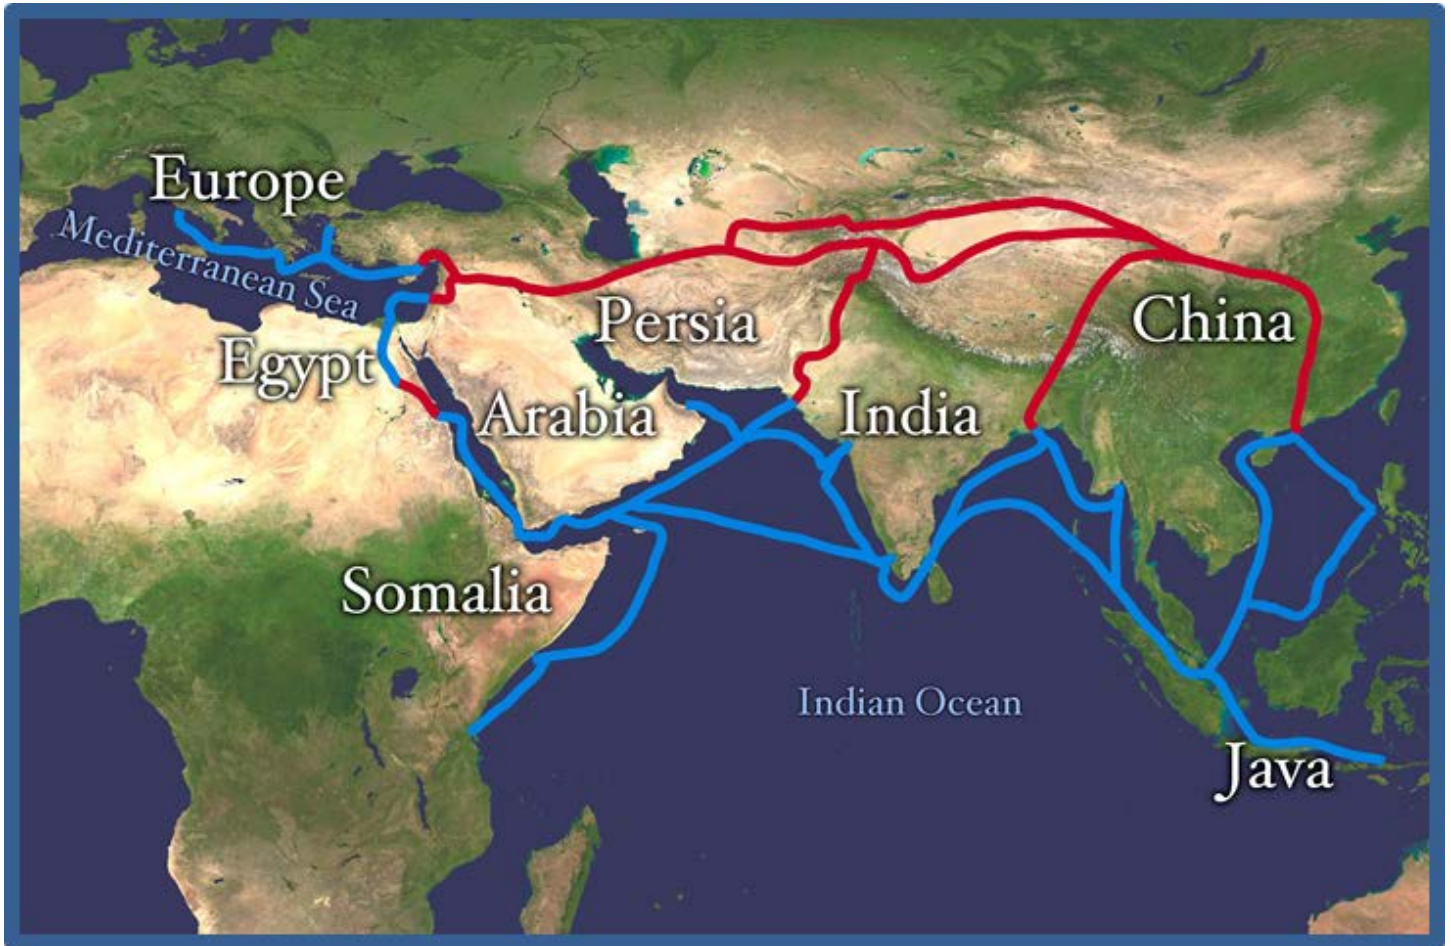 Europe
Mediterranean Sea
Persia
China
Egypt
Arabia
India
Somalia
Indian Ocean
Java